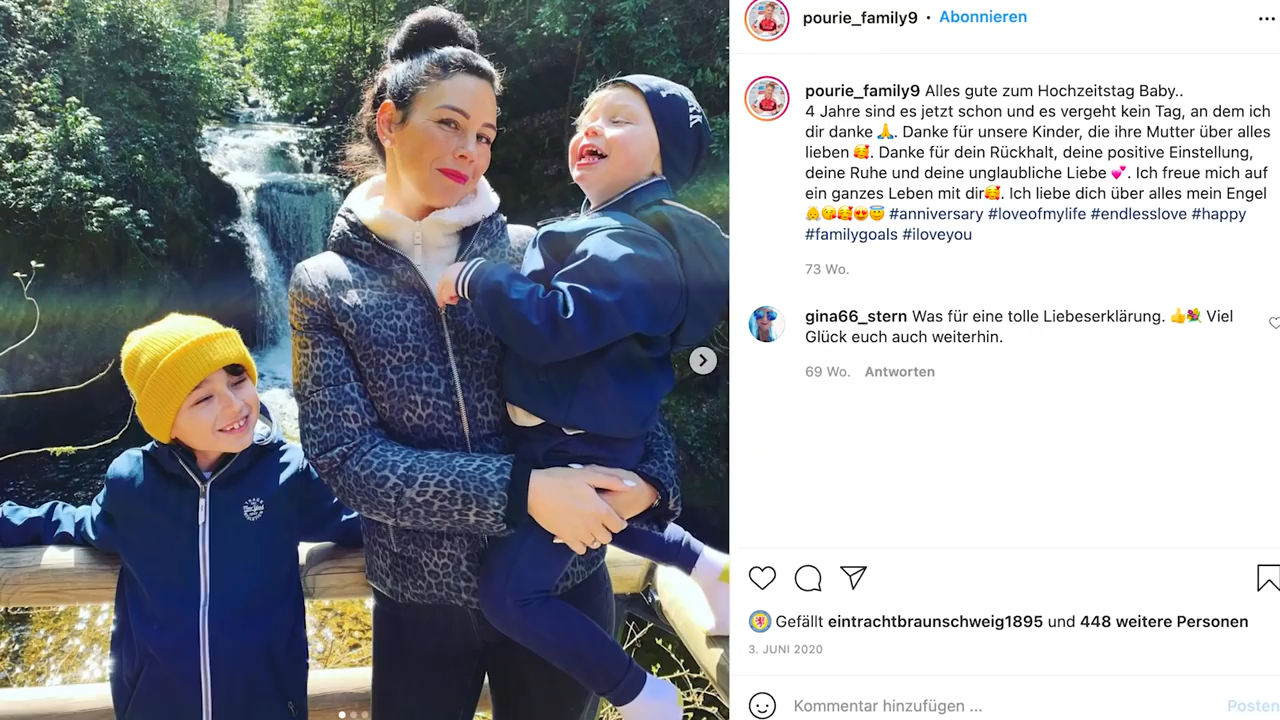 pourie_family9 • Abonnieren
pourie_family9 Alles gute zum Hochzeitstag Baby..
4 Jahre sind es jetzt schon und es vergeht kein Tag, an dem ich
dir danke 🙏. Danke für unsere Kinder, die ihre Mutter über alles
lieben 🥰. Danke für dein Rückhalt, deine positive Einstellung,
deine Ruhe und deine unglaubliche Liebe 💕. Ich freue mich auf
ein ganzes Leben mit dir🥰. Ich liebe dich über alles mein Engel
👼😘🥰😍😇 #anniversary #loveofmylife #endlesslove #happy
#familygoals #iloveyou
73 Wo.
gina66_stern Was für eine tolle Liebeserklärung. 👍💐 Viel
Glück euch auch weiterhin.
69 Wo. Antworten
Gefällt eintrachtbraunschweig1895 und 448 weitere Personen
3. JUNI 2020
Kommentar hinzufügen ... Posten